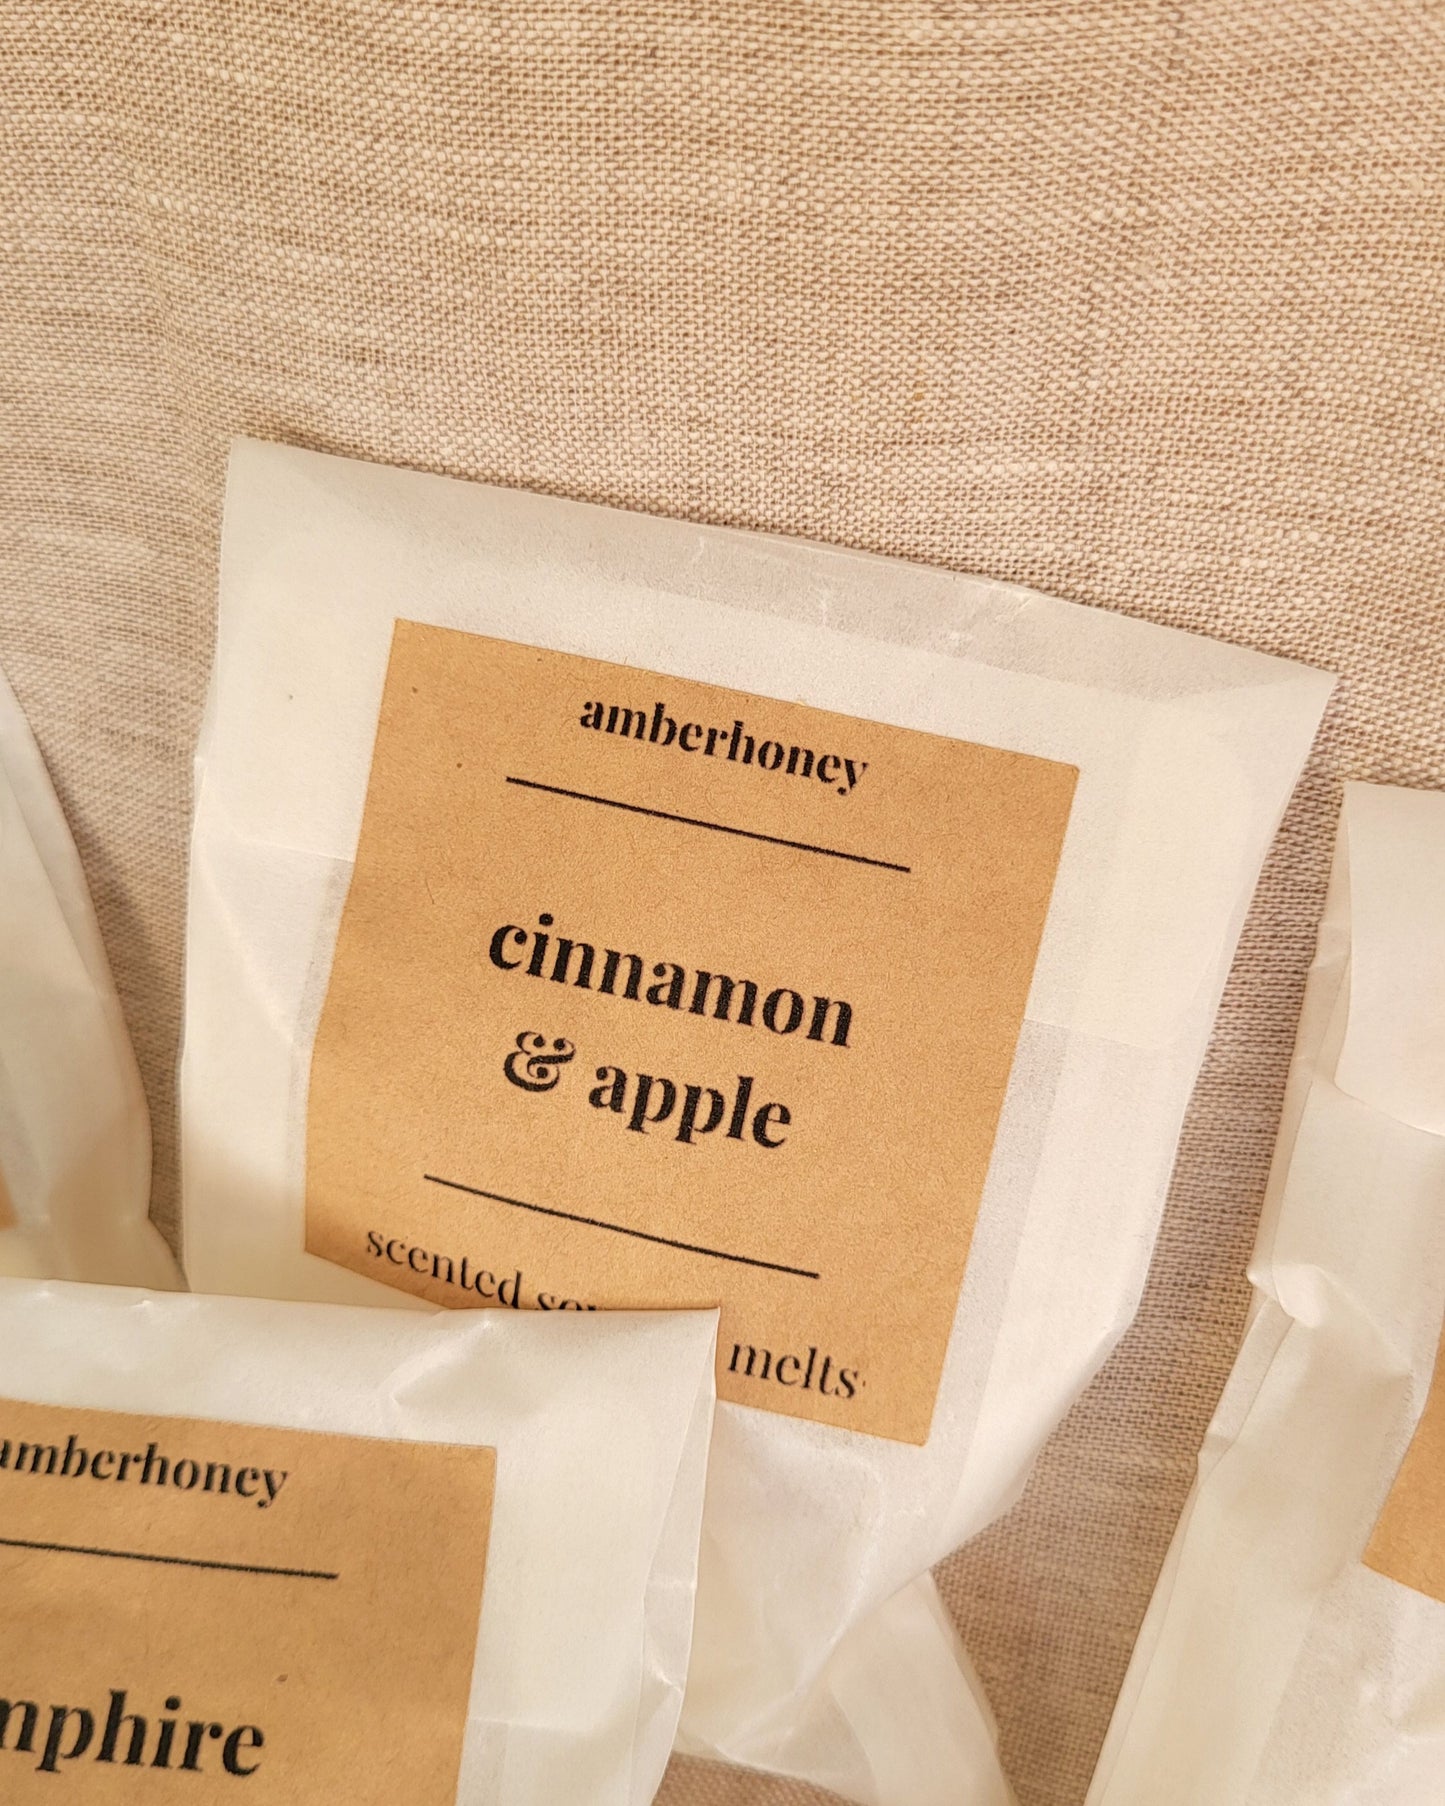 amberhoney
cinnamon
& apple
scented
melts
amberhoney
mphire